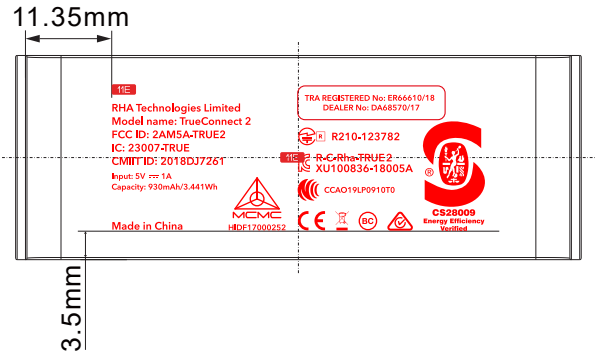 11.35mm
11E
RHA Technologies Limited
Model name: TrueConnect 2
FCC ID: 2AM5A-TRUE2
IC: 23007-TRUE
CMIIT ID: 2018DJ7261
Input: 5V ⎓ 1A
Capacity: 930mAh/3.441Wh
Made in China
MCMC
HIDF17000252
TRA REGISTERED No: ER66610/18
DEALER No: DA68570/17
R R210-123782
11E
R-C-Rha-TRUE2
XU100836-18005A
CCAO19LP0910T0
CE BC
®
CS28009
Energy Efficiency
Verified
3.5mm